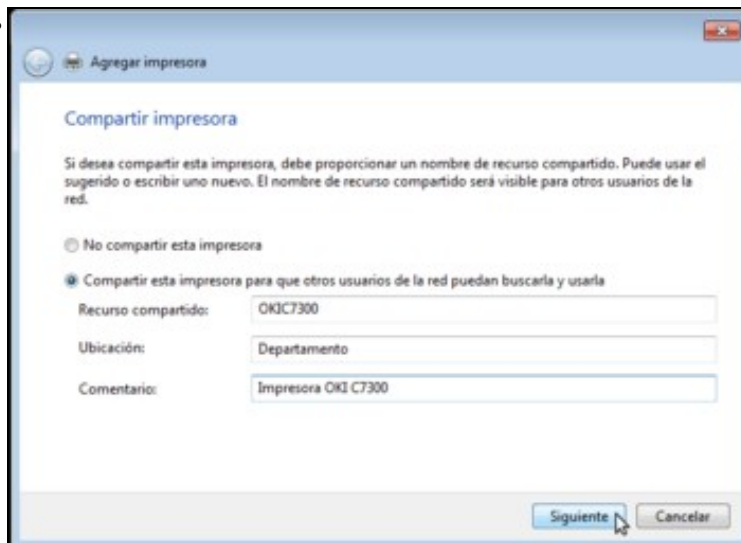 Agregar impresora
Compartir impresora
Si desea compartir esta impresora, debe proporcionar un nombre de recurso compartido. Puede usar el
sugerido o escribir uno nuevo. El nombre de recurso compartido será visible para otros usuarios de la
red.
No compartir esta impresora
Compartir esta impresora para que otros usuarios de la red puedan buscarla y usarla
Recurso compartido: OKIC7300
Ubicación: Departamento
Comentario: Impresora OKI C7300
Siguiente Cancelar